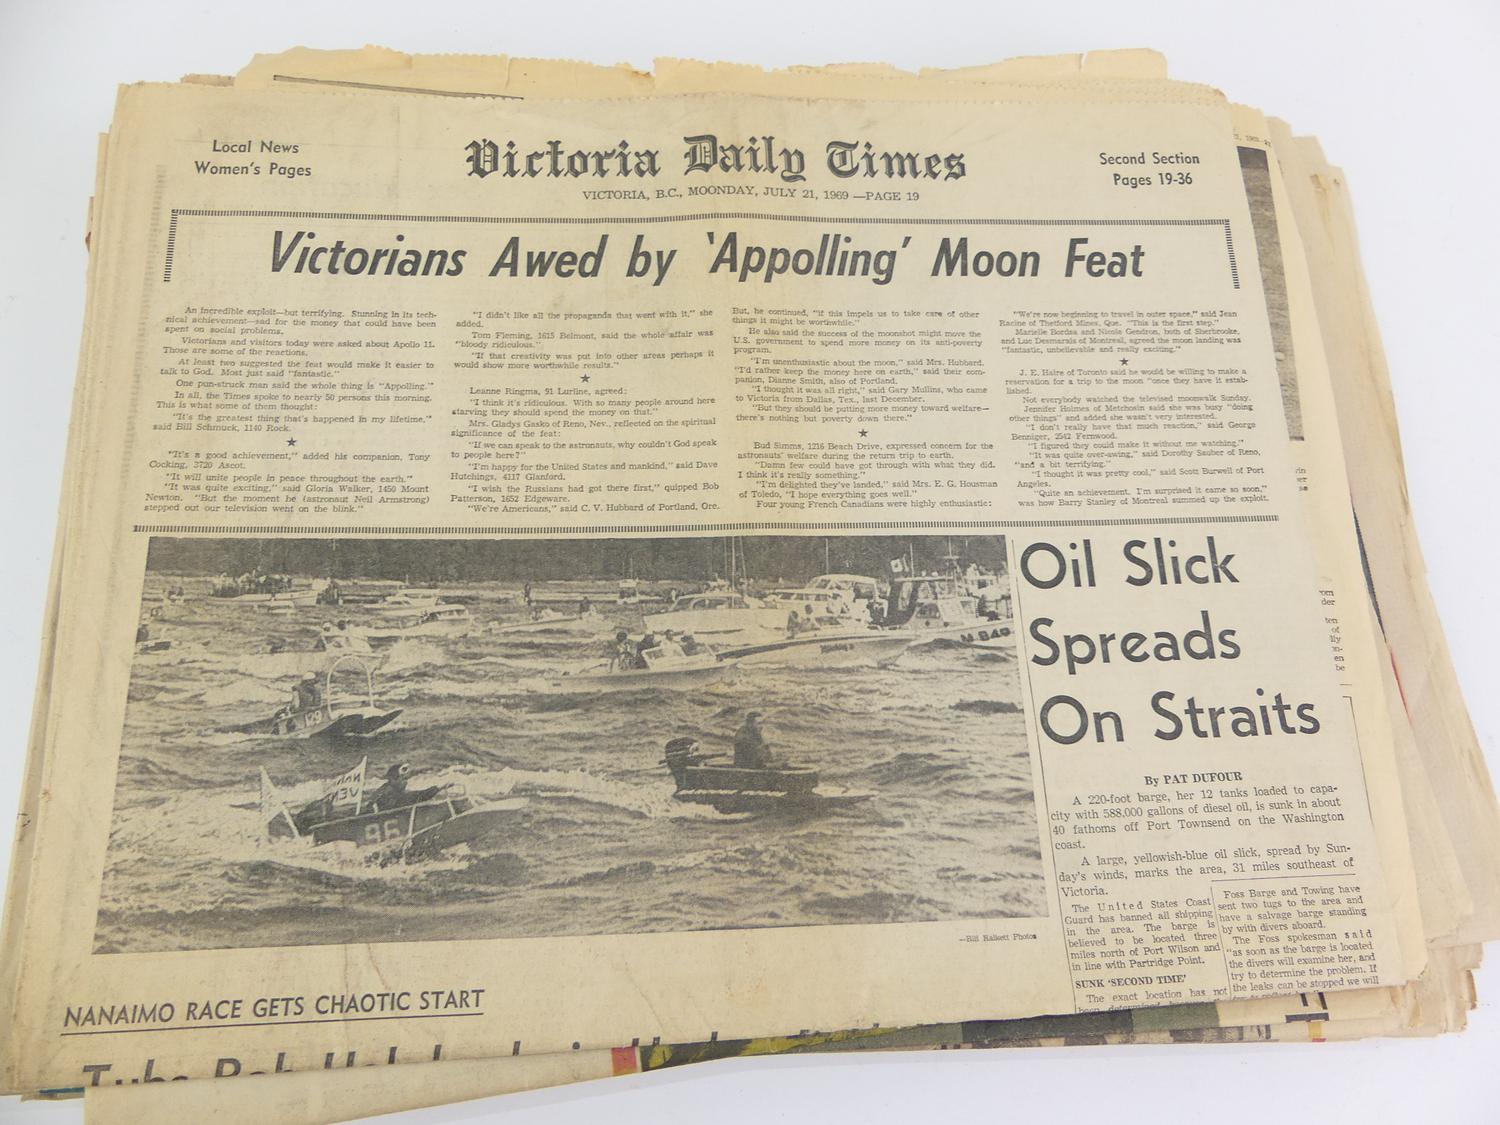 Local News
Women's Pages
Victoria Daily Times
VICTORIA, B.C., MOONDAY, JULY 21, 1969 —PAGE 19
Second Section
Pages 19-36
Victorians Awed by 'Appolling' Moon Feat
An incredible exploit—but terrifying. Stunning in its tech-
nical achievement—sad for the money that could have been
spent on social problems.
Victorians and visitors today were asked about Apollo 11.
Those are some of the reactions.
At least two suggested the feat would make it easier to
talk to God. Most just said "fantastic."
One pun-struck man said the whole thing is "Appolling."
In all, the Times spoke to nearly 50 persons this morning.
This is what some of them thought:
"It's the greatest thing that's happened in my lifetime,"
said Bill Schmuck, 1140 Rock.
★
"It's a good achievement," added his companion, Tony
Cocking, 3720 Ascot.
"It will unite people in peace throughout the earth."
"It was quite exciting," said Gloria Walker, 1450 Mount
Newton. "But the moment he (astronaut Neil Armstrong)
stepped out our television went on the blink."
"I didn't like all the propaganda that went with it," she
added.
Tom Fleming, 1615 Belmont, said the whole affair was
"bloody ridiculous."
"If that creativity was put into other areas perhaps it
would show more worthwhile results."
★
Leanne Ringma, 91 Lurline, agreed:
"I think it's ridiculous. With so many people around here
starving they should spend the money on that."
Mrs. Gladys Gasko of Reno, Nev., reflected on the spiritual
significance of the feat:
"If we can speak to the astronauts, why couldn't God speak
to people here?"
"I'm happy for the United States and mankind," said Dave
Hutchings, 4117 Glanford.
"I wish the Russians had got there first," quipped Bob
Patterson, 1652 Edgeware.
"We're Americans," said C. V. Hubbard of Portland, Ore.
But, he continued, "if this impels us to take care of other
things it might be worthwhile."
He also said the success of the moonshot might move the
U.S. government to spend more money on its anti-poverty
program.
"I'm unenthusiastic about the moon," said Mrs. Hubbard.
"I'd rather keep the money here on earth," said their com-
panion, Dianne Smith, also of Portland.
"I thought it was all right," said Gary Mullins, who came
to Victoria from Dallas, Tex., last December.
"But they should be putting more money toward welfare—
there's nothing but poverty down there."
★
Bud Simms, 1216 Beach Drive, expressed concern for the
astronauts' welfare during the return trip to earth.
"Damn few could have got through with what they did.
I think it's really something."
"I'm delighted they've landed," said Mrs. E. G. Housman
of Toledo, "I hope everything goes well."
Four young French Canadians were highly enthusiastic:
"We're now beginning to travel in outer space," said Jean
Racine of Thetford Mines, Que. "This is the first step."
Marielle Bordsa and Nicole Gendron, both of Sherbrooke,
and Luc Desmarais of Montreal, agreed the moon landing was
"fantastic, unbelievable and really exciting."
★
J. E. Haire of Toronto said he would be willing to make a
reservation for a trip to the moon "once they have it estab-
lished.
Not everybody watched the televised moonwalk Sunday.
Jennifer Holmes of Metchosin said she was busy "doing
other things" and added she wasn't very interested.
"I don't really have that much reaction," said George
Benniger, 2542 Fernwood.
"I figured they could make it without me watching."
"It was quite over-awing," said Dorothy Sauber of Reno,
"and a bit terrifying."
"I thought it was pretty cool," said Scott Burwell of Port
Angeles.
"Quite an achievement. I'm surprised it came so soon,"
was how Barry Stanley of Montreal summed up the exploit.
129
96
—Bill Halkett Photos
NANAIMO RACE GETS CHAOTIC START
Oil Slick
Spreads
On Straits
By PAT DUFOUR
A 220-foot barge, her 12 tanks loaded to capa-
city with 588,000 gallons of diesel oil, is sunk in about
40 fathoms off Port Townsend on the Washington
coast.
A large, yellowish-blue oil slick, spread by Sun-
day's winds, marks the area, 31 miles southeast of
Victoria.
The United States Coast
Guard has banned all shipping
in the area. The barge is
believed to be located three
miles north of Port Wilson and
in line with Partridge Point.
SUNK 'SECOND TIME'
The exact location has not
been determined
Foss Barge and Towing have
sent two tugs to the area and
have a salvage barge standing
by with divers aboard.
The Foss spokesman said
"as soon as the barge is located
the divers will examine her, and
try to determine the problem. If
the leaks can be stopped we will